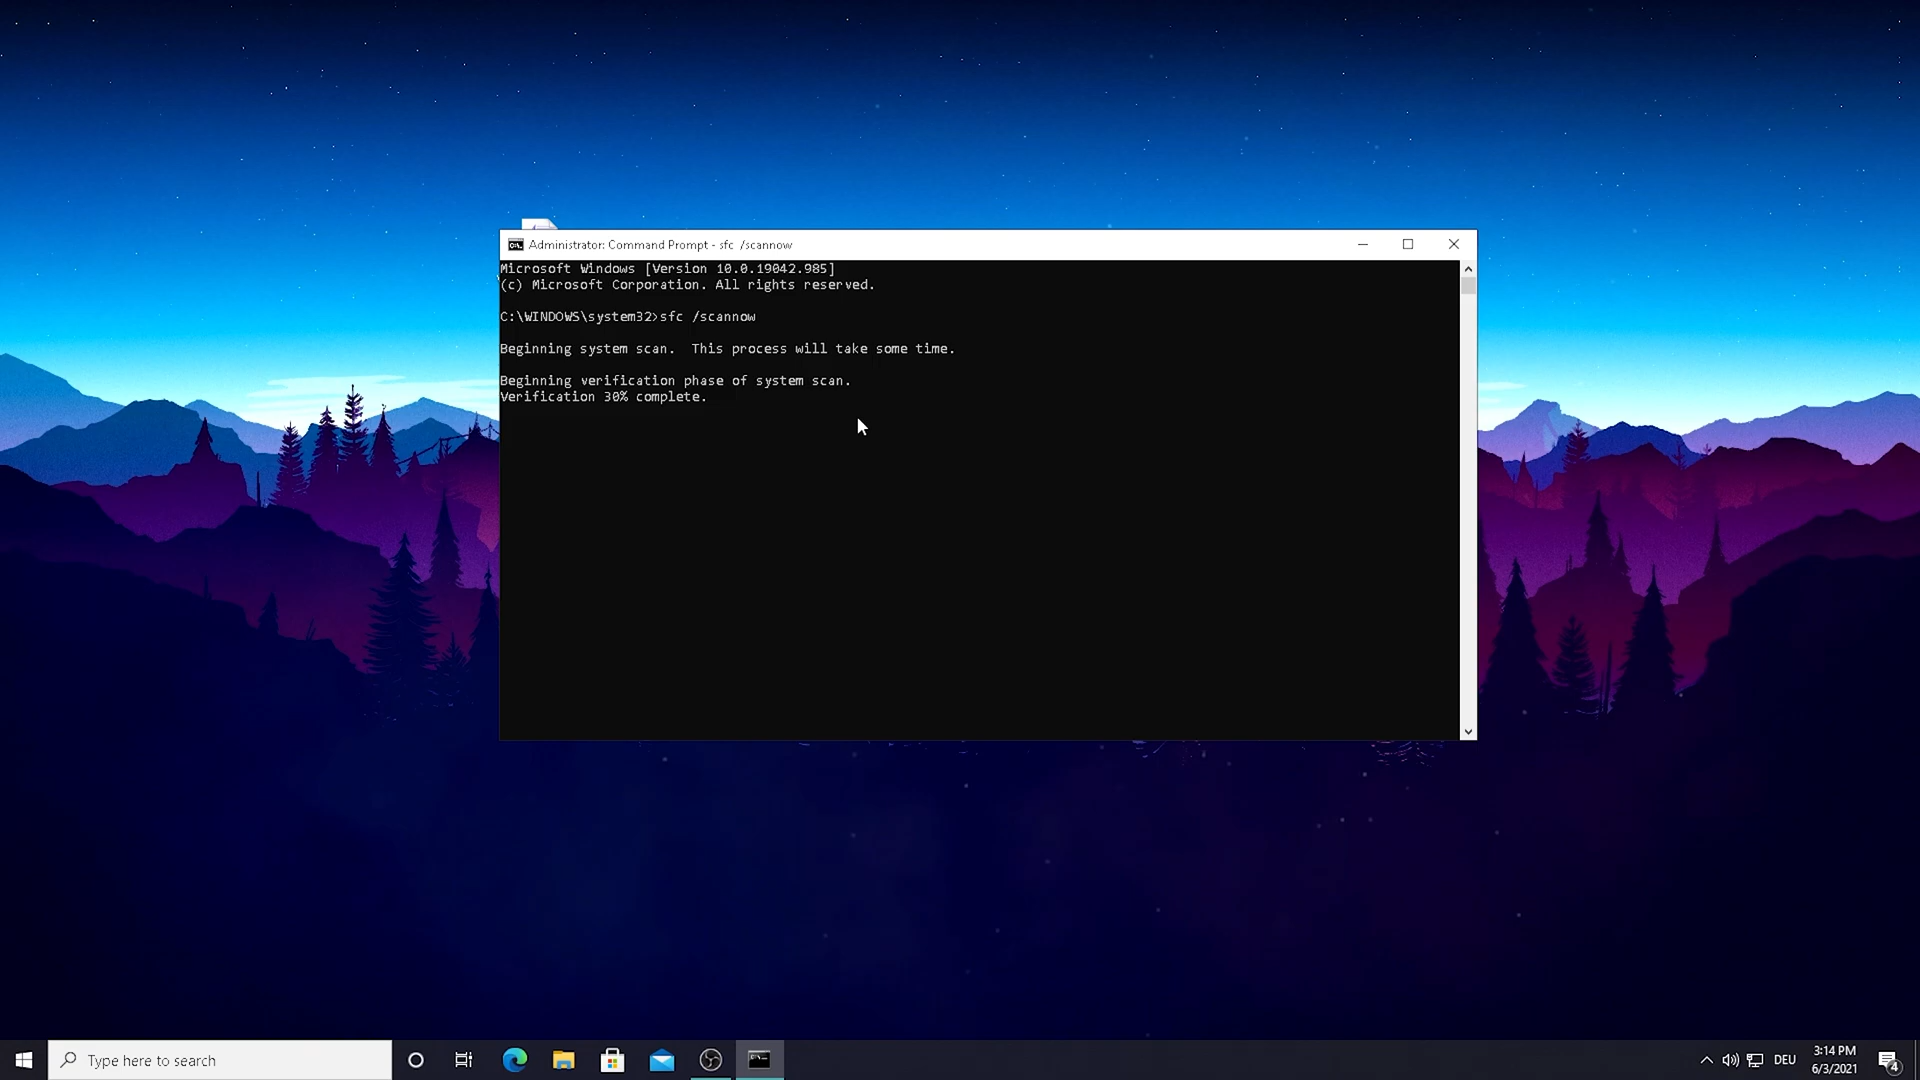 Administrator: Command Prompt - sfc /scannow
Microsoft Windows [Version 10.0.19042.985]
(c) Microsoft Corporation. All rights reserved.
C:\WINDOWS\system32>sfc /scannow
Beginning system scan.  This process will take some time.
Beginning verification phase of system scan.
Verification 30% complete.
Type here to search
DEU
3:14 PM
6/3/2021
4